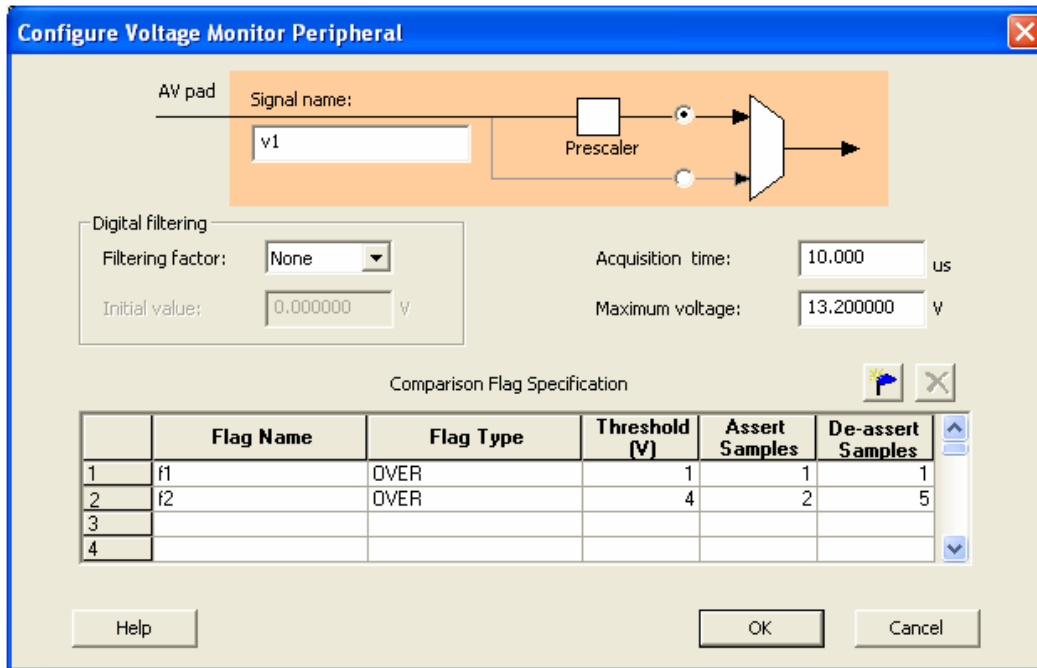 Configure Voltage Monitor Peripheral
AV pad
Signal name:
v1
Prescaler
Digital filtering
Filtering factor: None
Initial value: 0.000000 V
Acquisition time: 10.000 us
Maximum voltage: 13.200000 V
Comparison Flag Specification
Flag Name Flag Type Threshold (V) Assert Samples De-assert Samples
1 f1 OVER 1 1 1
2 f2 OVER 4 2 5
3
4
Help OK Cancel